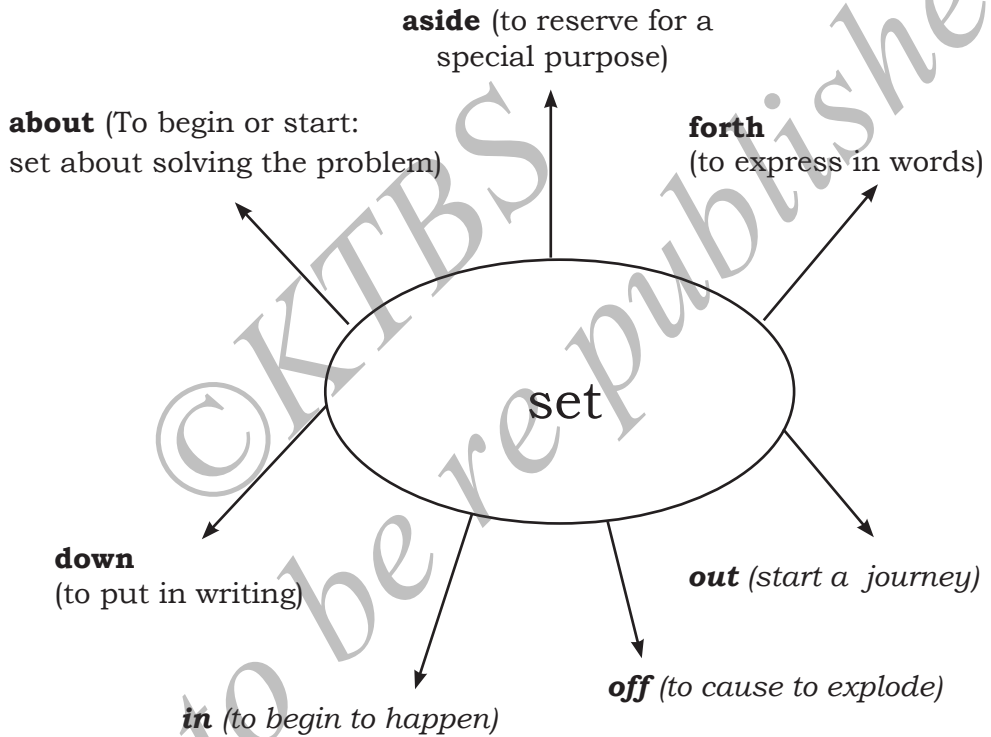 aside (to reserve for a
special purpose)
about (To begin or start:
set about solving the problem)
forth
(to express in words)
set
down
(to put in writing)
out (start a journey)
off (to cause to explode)
in (to begin to happen)
©KTBS
to be republishe